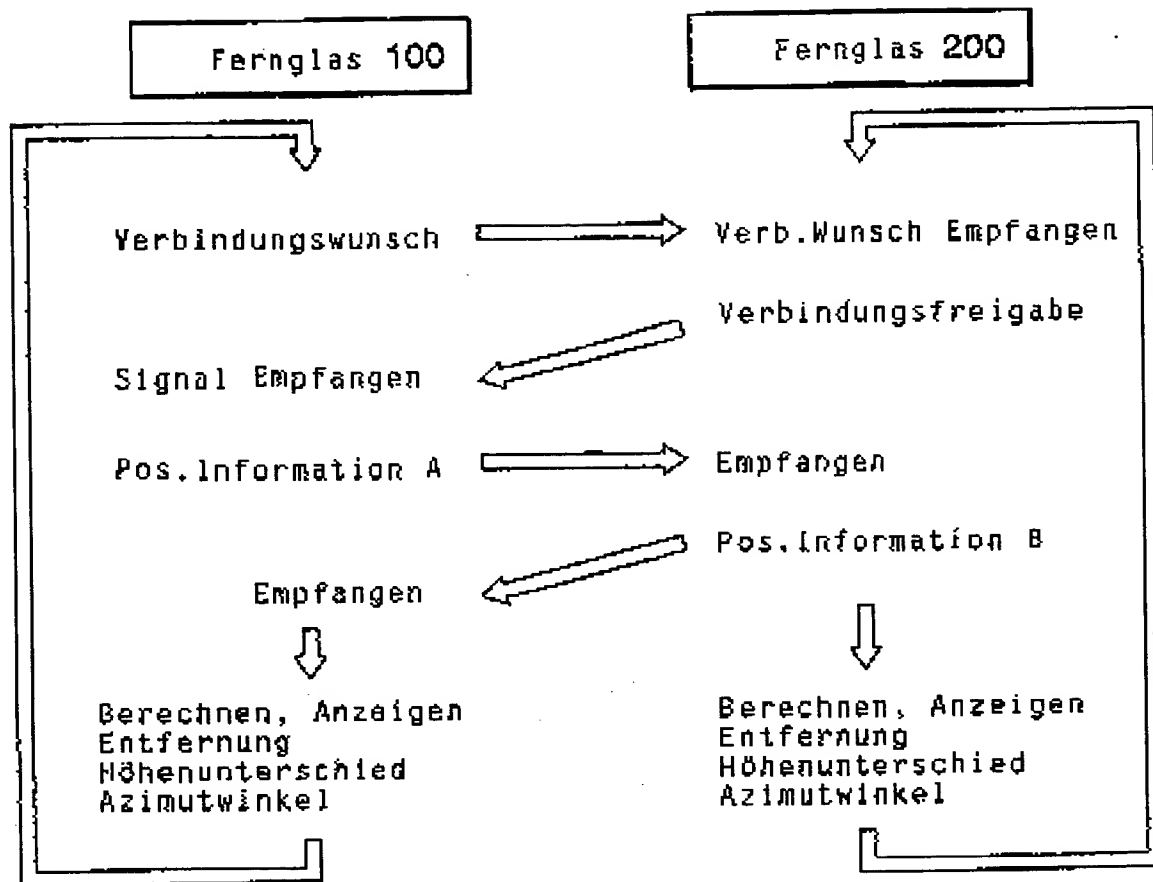 Fernglas 100
Fernglas 200
Verbindungswunsch
Verb.Wunsch Empfangen
Verbindungsfreigabe
Signal Empfangen
Pos.Information A
Empfangen
Pos.Information B
Empfangen
Berechnen, Anzeigen
Entfernung
Höhenunterschied
Azimutwinkel
Berechnen, Anzeigen
Entfernung
Höhenunterschied
Azimutwinkel